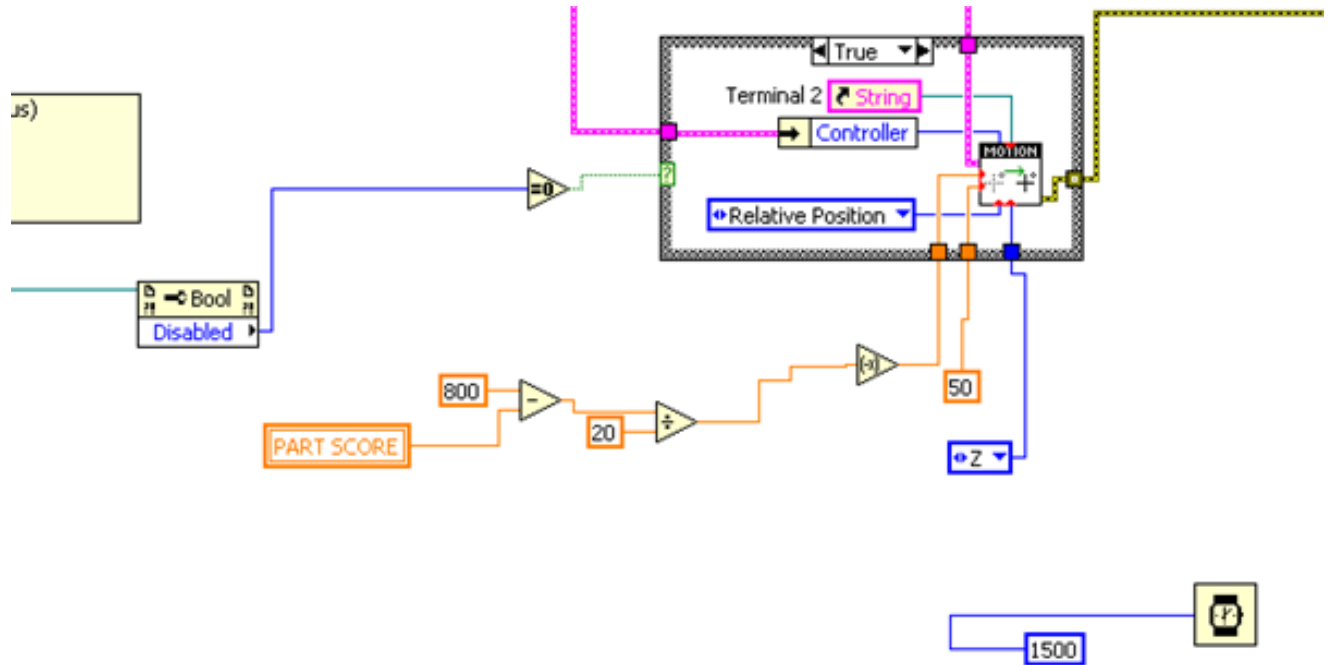 True
us)
Terminal 2 String
Controller
MOTION
?
=0
Relative Position
Bool
Disabled
800
-
÷
(-x)
50
20
PART SCORE
Z
1500